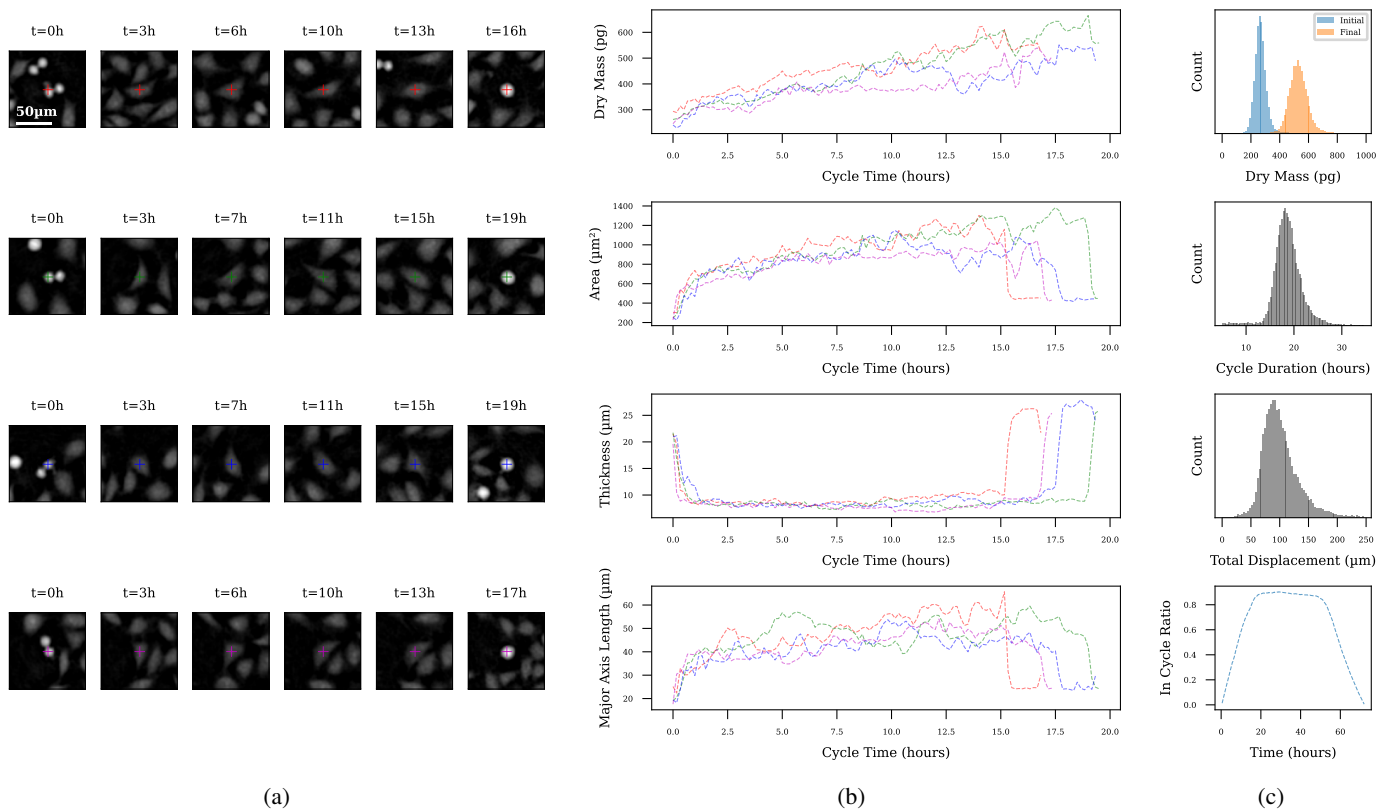 t=0h t=3h t=6h t=10h t=13h t=16h
50µm
t=0h t=3h t=7h t=11h t=15h t=19h
t=0h t=3h t=7h t=11h t=15h t=19h
t=0h t=3h t=6h t=10h t=13h t=17h
(a)
Dry Mass (pg)
600
500
400
300
0.0 2.5 5.0 7.5 10.0 12.5 15.0 17.5 20.0
Cycle Time (hours)
Area (µm²)
1400
1200
1000
800
600
400
200
0.0 2.5 5.0 7.5 10.0 12.5 15.0 17.5 20.0
Cycle Time (hours)
Thickness (µm)
25
20
15
10
0.0 2.5 5.0 7.5 10.0 12.5 15.0 17.5 20.0
Cycle Time (hours)
Major Axis Length (µm)
60
50
40
30
20
0.0 2.5 5.0 7.5 10.0 12.5 15.0 17.5 20.0
Cycle Time (hours)
(b)
Count
Initial
Final
0 200 400 600 800 1000
Dry Mass (pg)
Count
10 20 30
Cycle Duration (hours)
Count
0 50 100 150 200 250
Total Displacement (µm)
In Cycle Ratio
0.8
0.6
0.4
0.2
0.0
0 20 40 60
Time (hours)
(c)